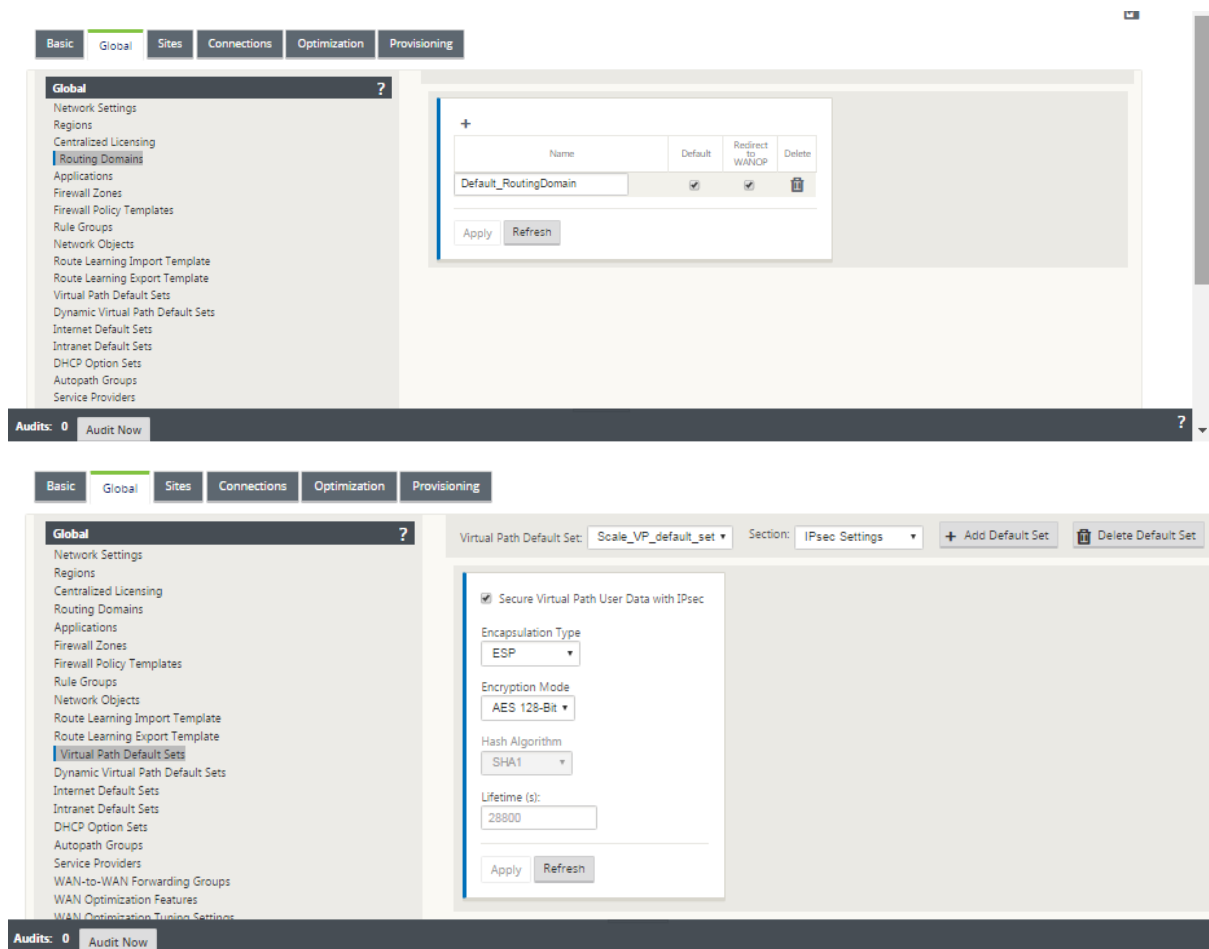 Basic Global Sites Connections Optimization Provisioning
Global ?
Network Settings
Regions
Centralized Licensing
Routing Domains
Applications
Firewall Zones
Firewall Policy Templates
Rule Groups
Network Objects
Route Learning Import Template
Route Learning Export Template
Virtual Path Default Sets
Dynamic Virtual Path Default Sets
Internet Default Sets
Intranet Default Sets
DHCP Option Sets
Autopath Groups
Service Providers
+
Name Default Redirect to WANOP Delete
Default_RoutingDomain
Apply Refresh
Audits: 0 Audit Now ?
Basic Global Sites Connections Optimization Provisioning
Global ?
Network Settings
Regions
Centralized Licensing
Routing Domains
Applications
Firewall Zones
Firewall Policy Templates
Rule Groups
Network Objects
Route Learning Import Template
Route Learning Export Template
Virtual Path Default Sets
Dynamic Virtual Path Default Sets
Internet Default Sets
Intranet Default Sets
DHCP Option Sets
Autopath Groups
Service Providers
WAN-to-WAN Forwarding Groups
WAN Optimization Features
WAN Optimization Tuning Settings
Virtual Path Default Set: Scale_VP_default_set Section: IPsec Settings + Add Default Set Delete Default Set
Secure Virtual Path User Data with IPsec
Encapsulation Type
ESP
Encryption Mode
AES 128-Bit
Hash Algorithm
SHA1
Lifetime (s):
28800
Apply Refresh
Audits: 0 Audit Now